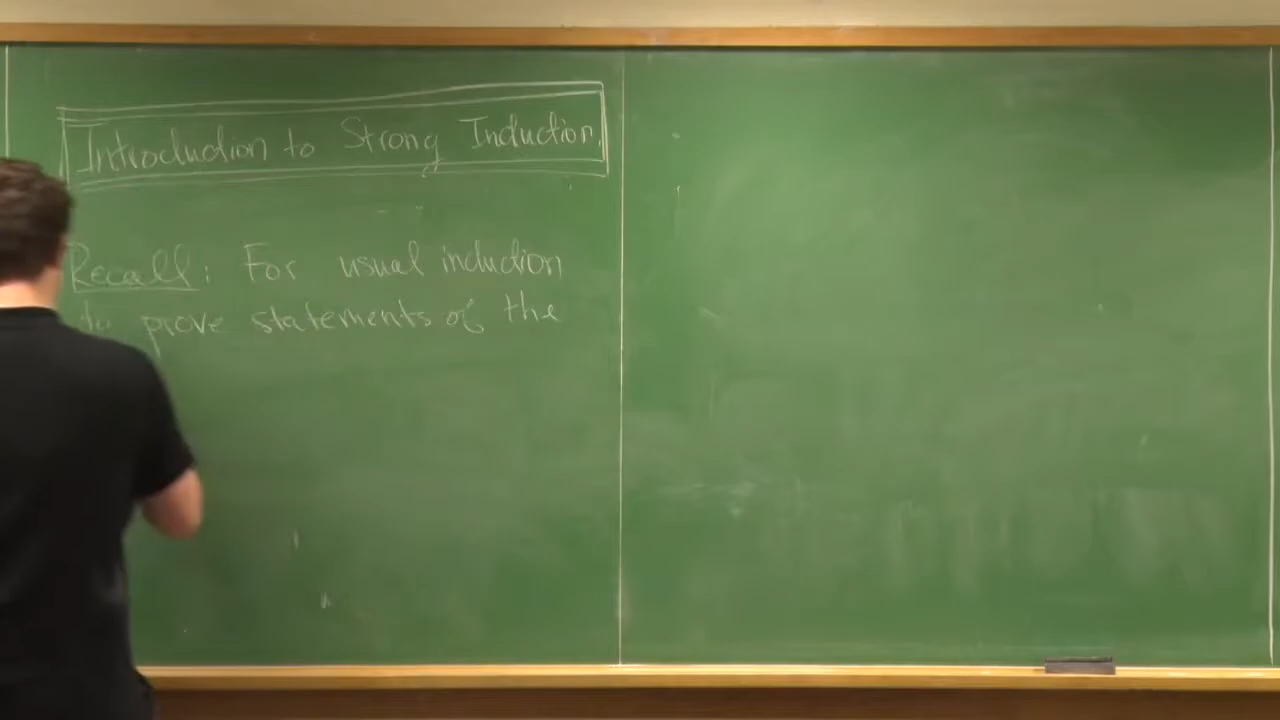 Introduction to Strong Induction
Recall: For usual induction
prove statements of the